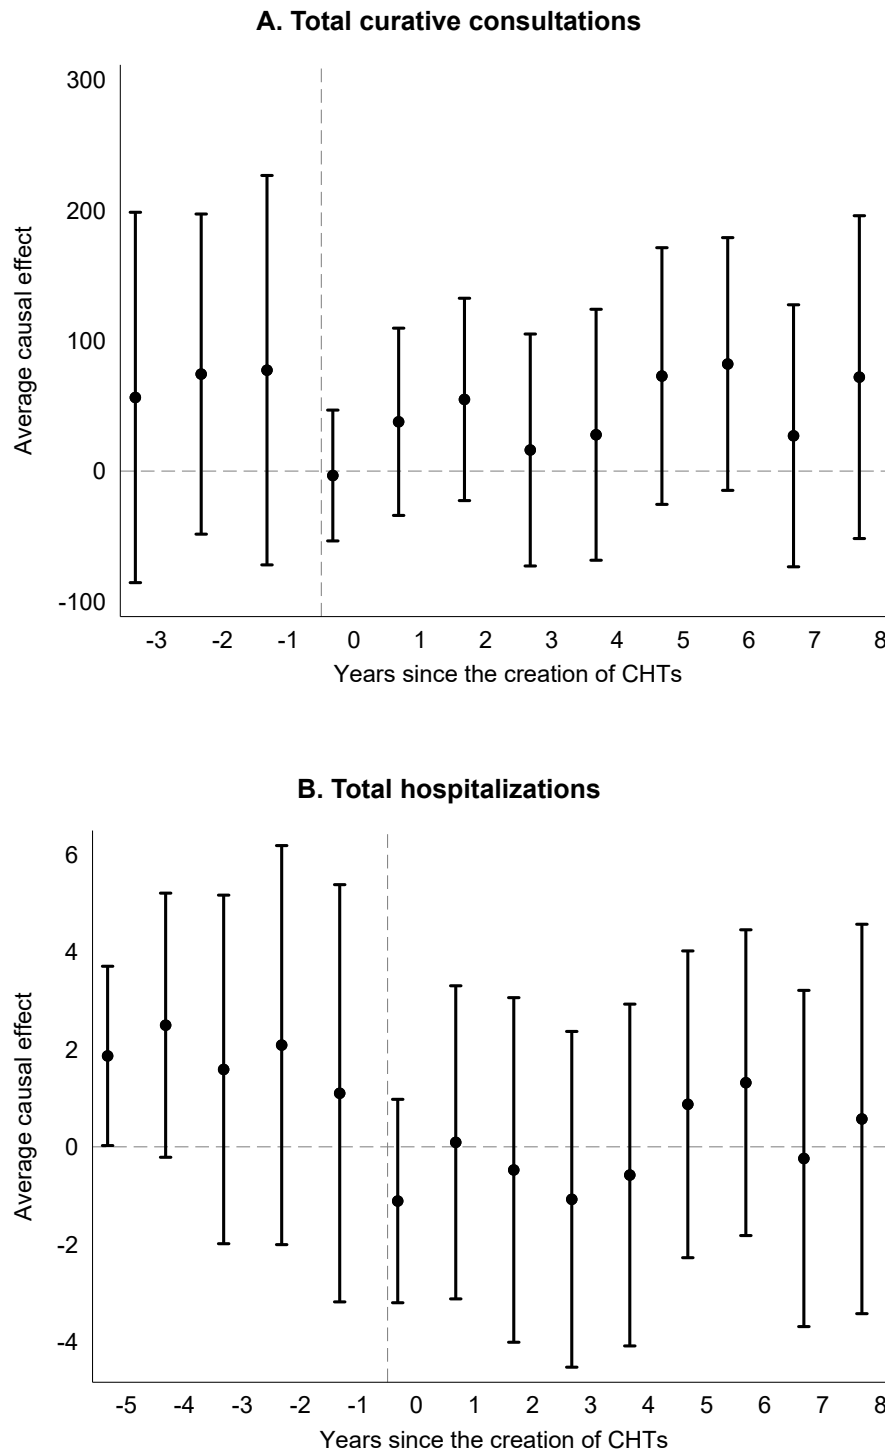 A. Total curative consultations
300
200
100
0
-100
Average causal effect
-3 -2 -1 0 1 2 3 4 5 6 7 8
Years since the creation of CHTs
B. Total hospitalizations
6
4
2
0
-2
-4
Average causal effect
-5 -4 -3 -2 -1 0 1 2 3 4 5 6 7 8
Years since the creation of CHTs